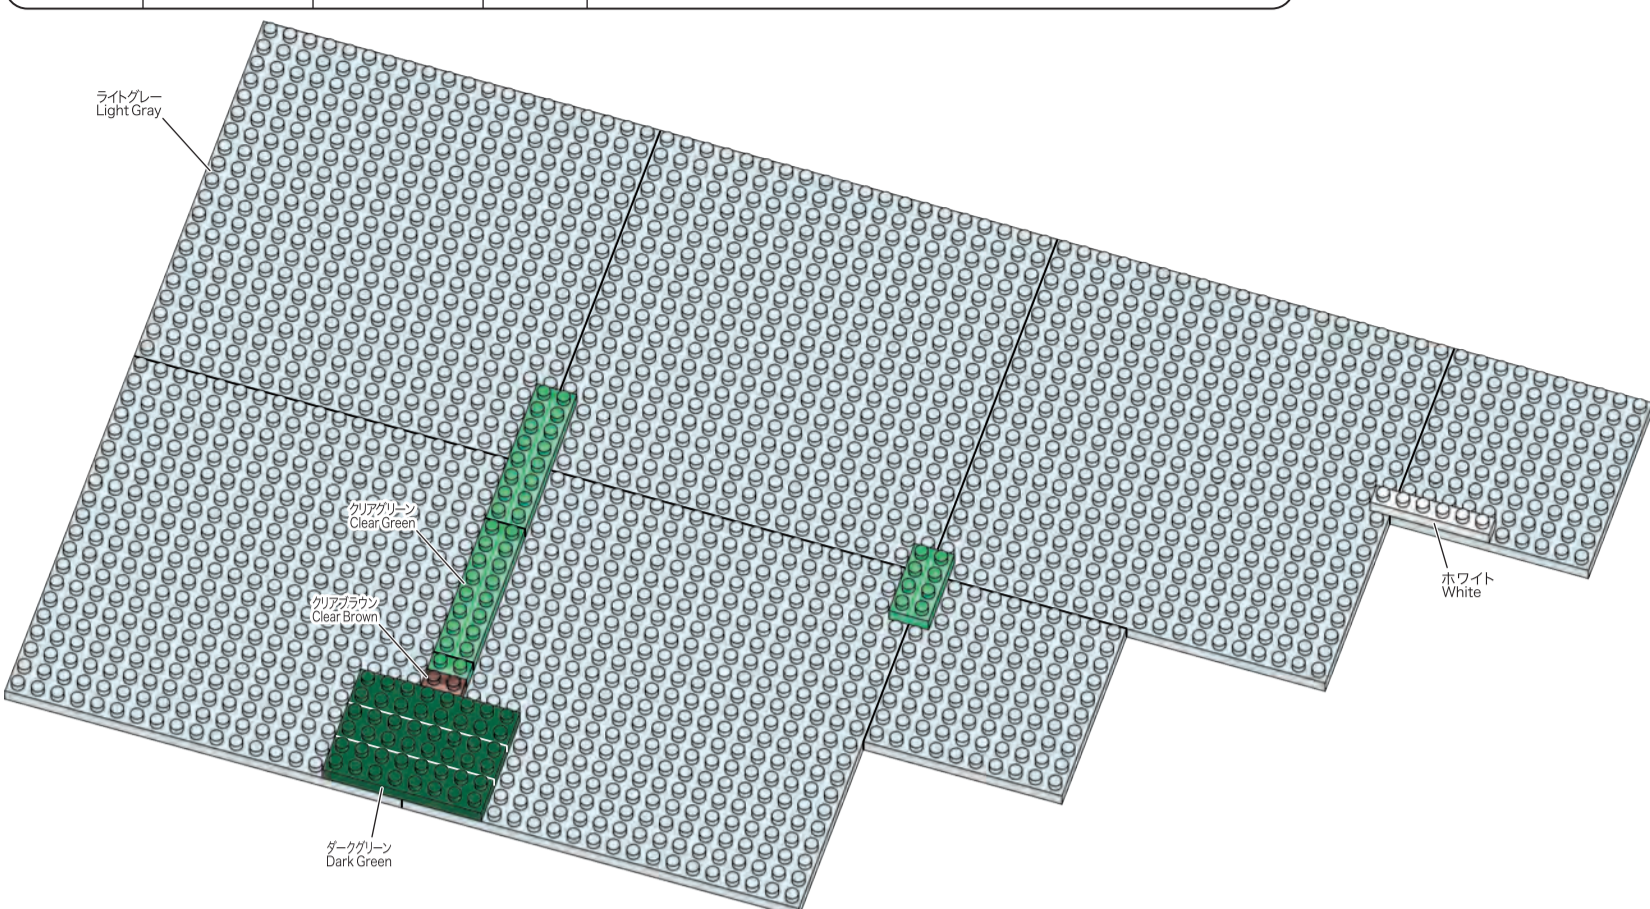 ライトグレー
Light Gray
クリアグリーン
Clear Green
クリアブラウン
Clear Brown
ホワイト
White
ダークグリーン
Dark Green